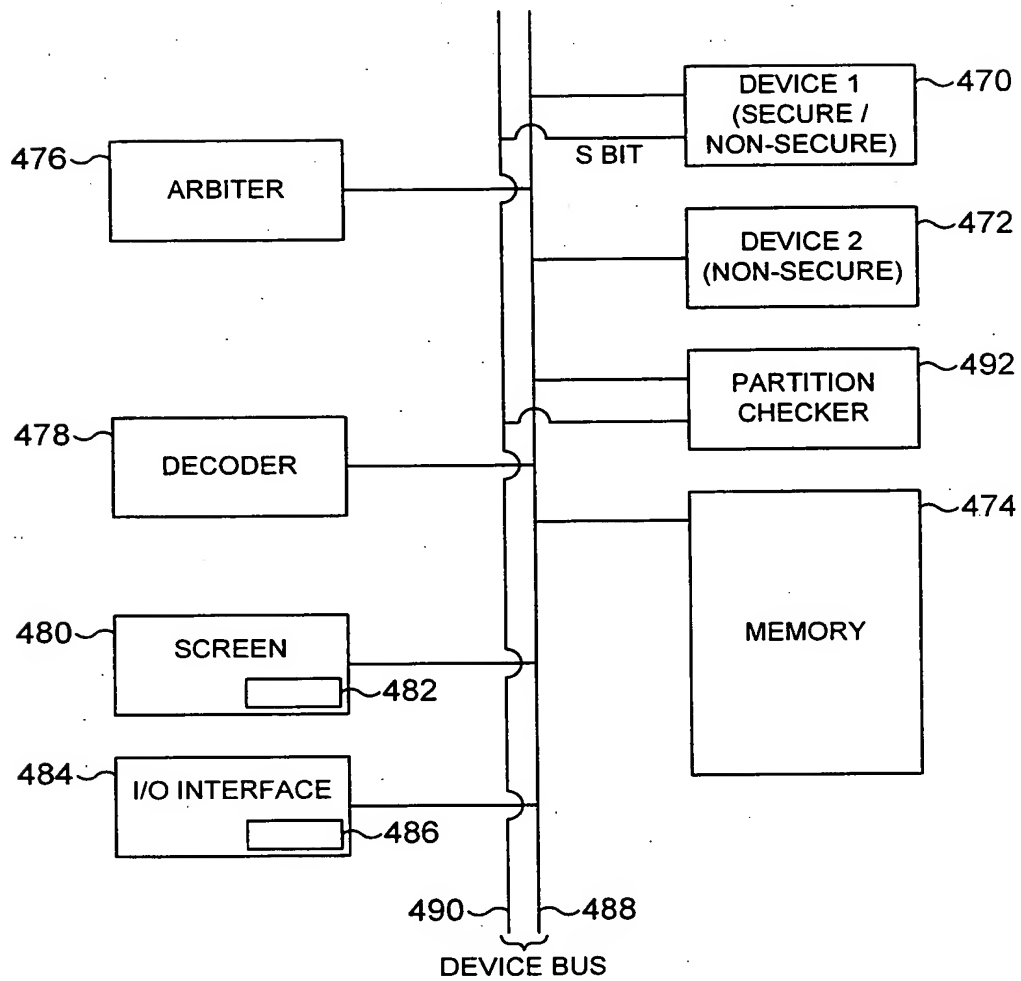 DEVICE 1
(SECURE /
NON-SECURE)
470
S BIT
476
ARBITER
DEVICE 2
(NON-SECURE)
472
PARTITION
CHECKER
492
478
DECODER
474
MEMORY
480
SCREEN
482
484
I/O INTERFACE
486
490
488
DEVICE BUS